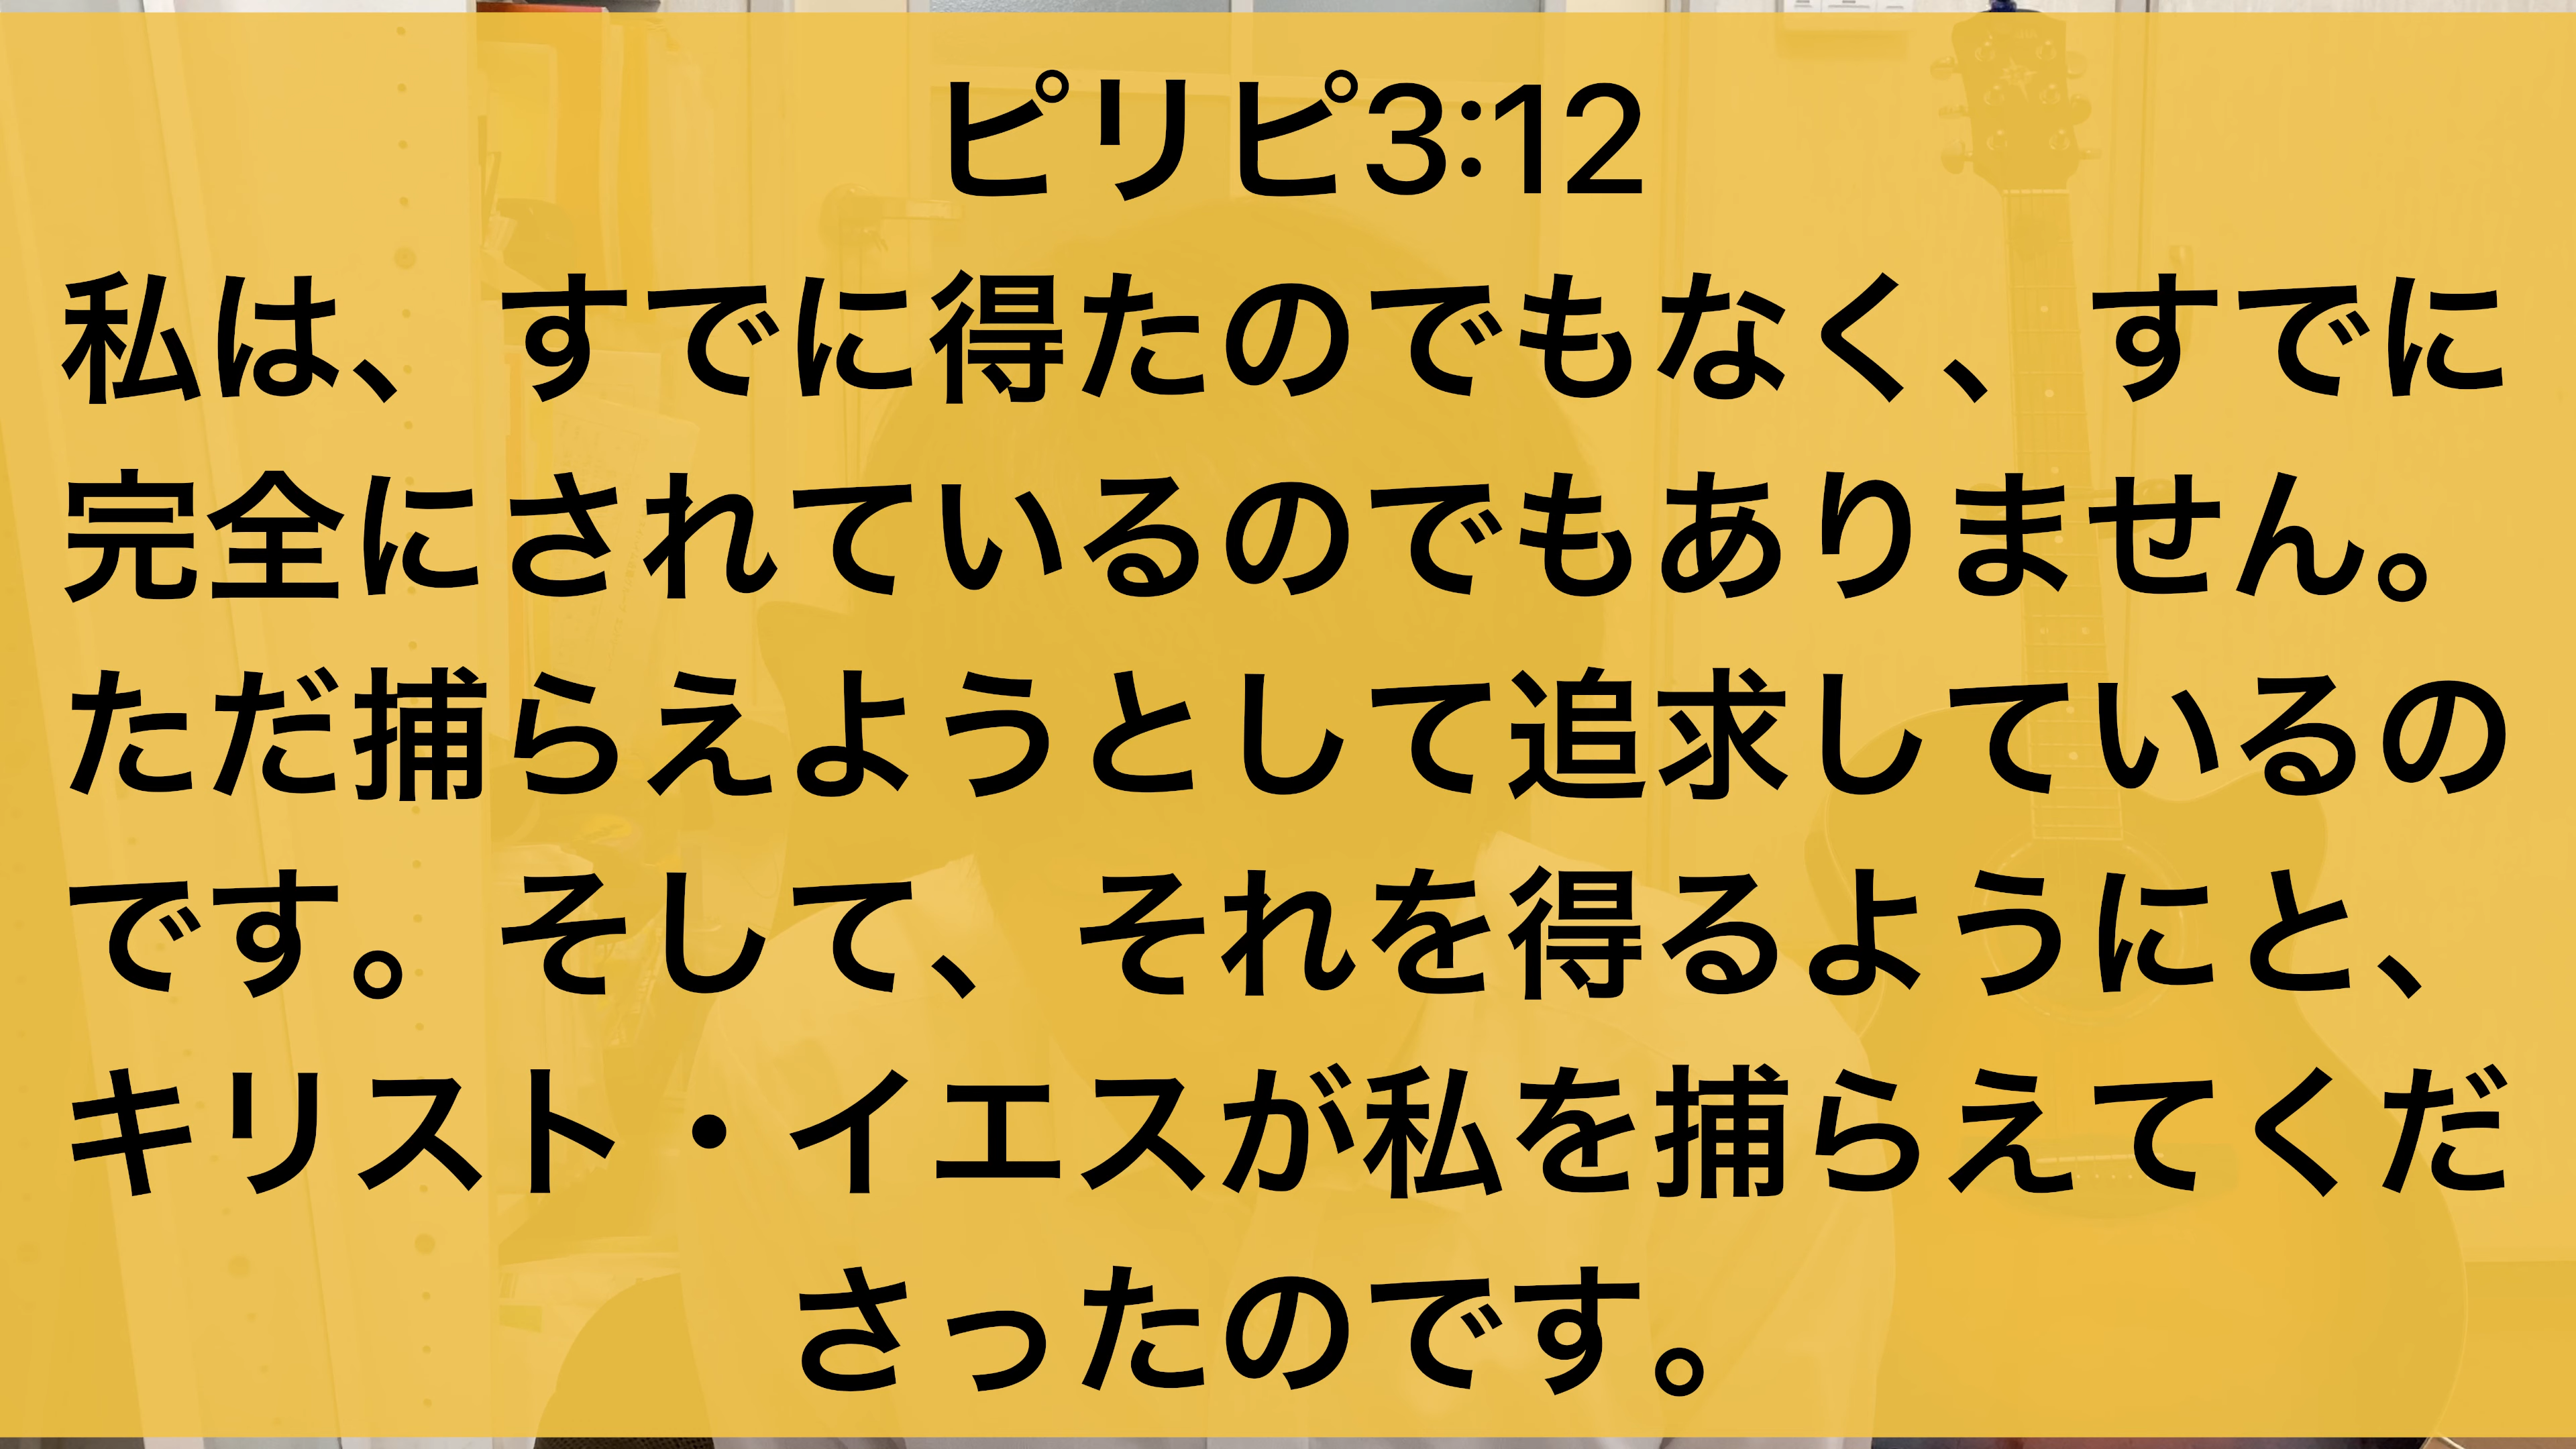 ピリピ3:12
私は、すでに得たのでもなく、すでに
完全にされているのでもありません。
ただ捕らえようとして追求しているの
です。そして、それを得るようにと、
キリスト・イエスが私を捕らえてくだ
さったのです。